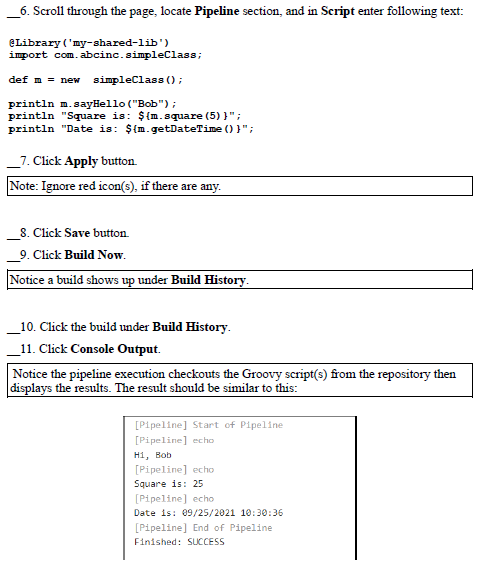 __6. Scroll through the page, locate Pipeline section, and in Script enter following text:
@Library('my-shared-lib')
import com.abcinc.simpleClass;
def m = new  simpleClass();
println m.sayHello("Bob");
println "Square is: ${m.square(5)}";
println "Date is: ${m.getDateTime()}";
__7. Click Apply button.
Note: Ignore red icon(s), if there are any.
__8. Click Save button.
__9. Click Build Now.
Notice a build shows up under Build History.
__10. Click the build under Build History.
__11. Click Console Output.
Notice the pipeline execution checkouts the Groovy script(s) from the repository then
displays the results. The result should be similar to this:
[Pipeline] Start of Pipeline
[Pipeline] echo
Hi, Bob
[Pipeline] echo
Square is: 25
[Pipeline] echo
Date is: 09/25/2021 10:30:36
[Pipeline] End of Pipeline
Finished: SUCCESS